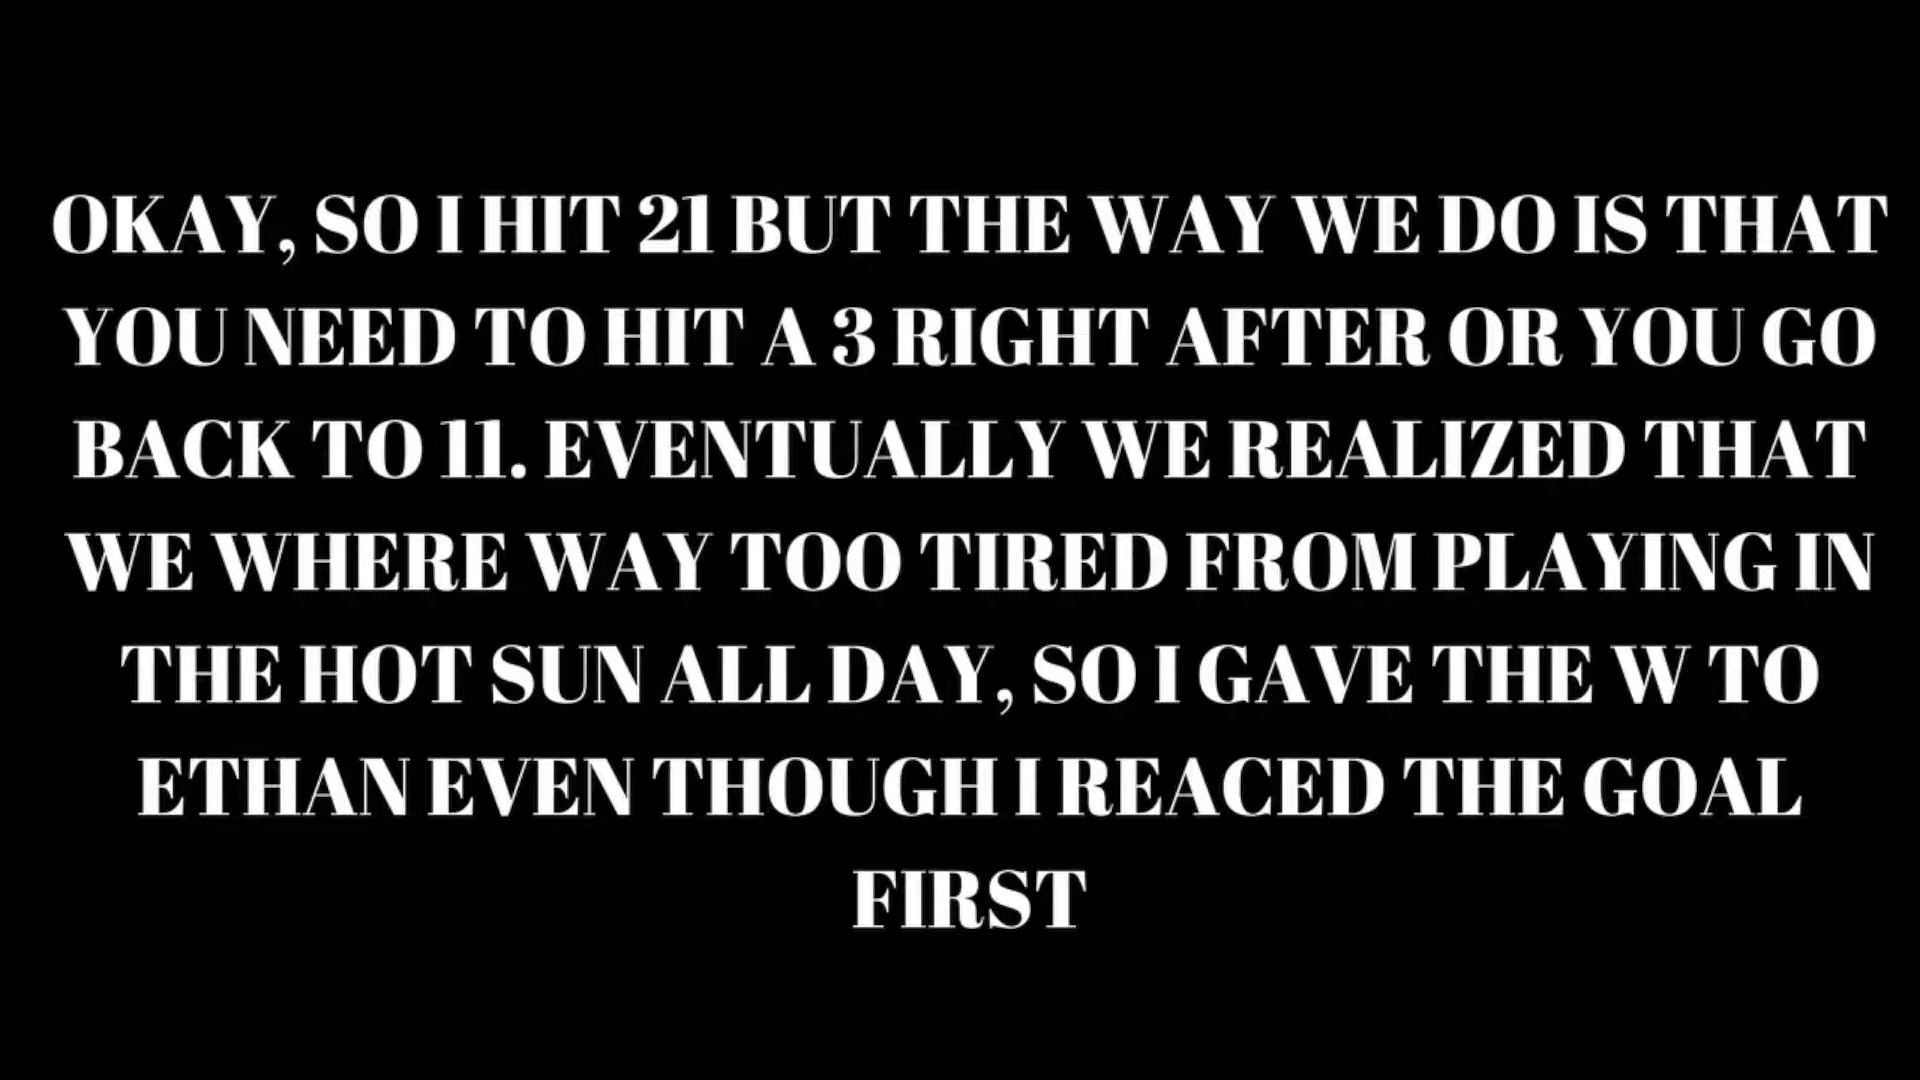 OKAY, SO I HIT 21 BUT THE WAY WE DO IS THAT
YOU NEED TO HIT A 3 RIGHT AFTER OR YOU GO
BACK TO 11. EVENTUALLY WE REALIZED THAT
WE WHERE WAY TOO TIRED FROM PLAYING IN
THE HOT SUN ALL DAY, SO I GAVE THE W TO
ETHAN EVEN THOUGH I REACED THE GOAL
FIRST